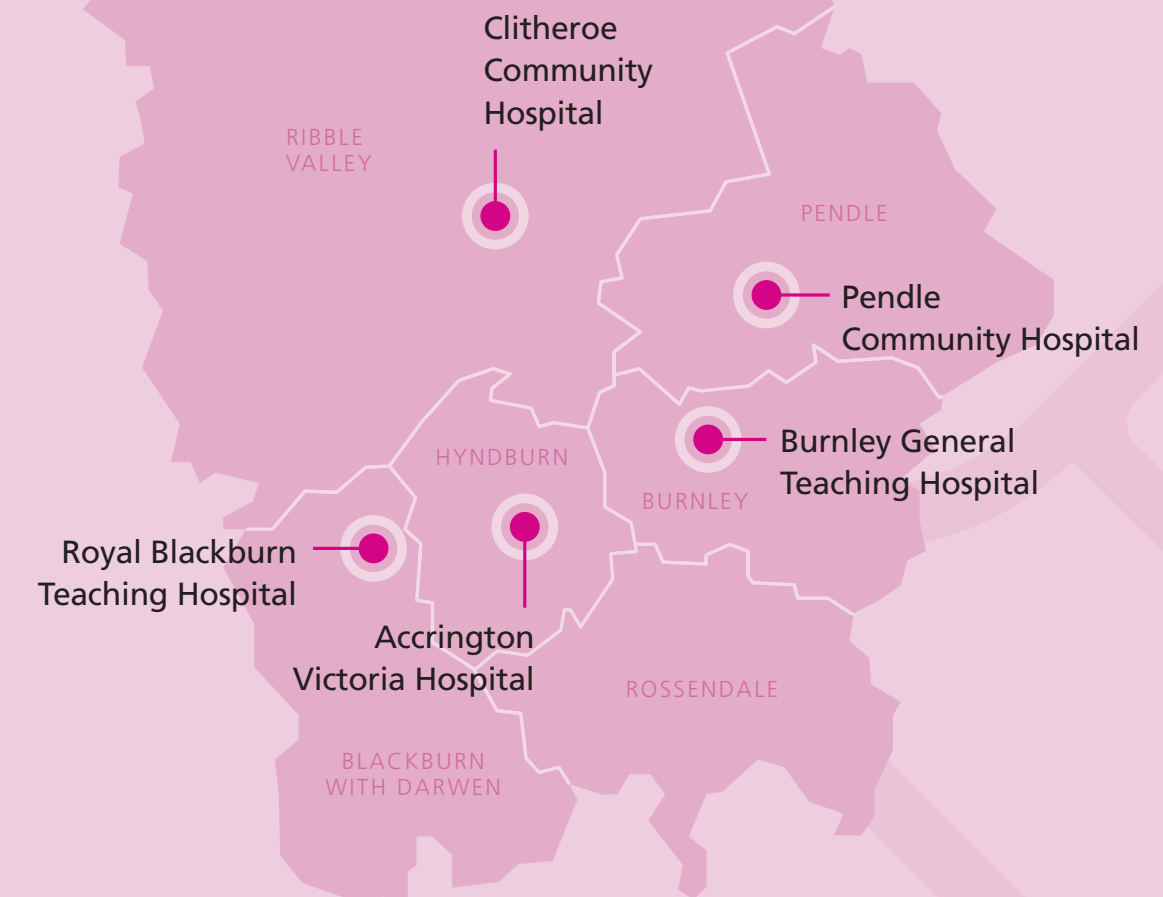 Clitheroe
Community
Hospital
RIBBLE
VALLEY
PENDLE
Pendle
Community Hospital
HYNDBURN
Burnley General
Teaching Hospital
BURNLEY
Royal Blackburn
Teaching Hospital
Accrington
Victoria Hospital
ROSSENDALE
BLACKBURN
WITH DARWEN